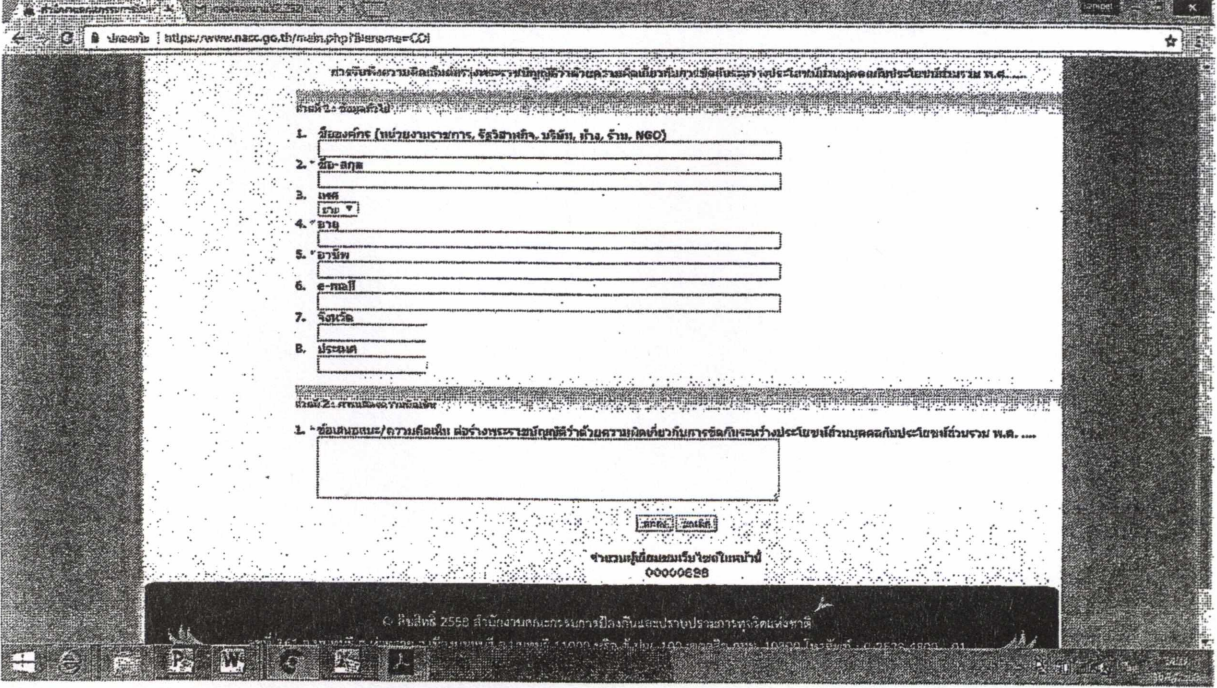 ปลอดภัย | https://www.nacc.go.th/main.php?filename=COI
การรับฟังความคิดเห็นต่อร่างพระราชบัญญัติว่าด้วยความผิดเกี่ยวกับการขัดกันระหว่างประโยชน์ส่วนบุคคลกับประโยชน์ส่วนรวม พ.ศ. ....
ข้อมูลทั่วไป
1. ชื่อองค์กร (หน่วยงานราชการ, รัฐวิสาหกิจ, บริษัท, ห้าง, ร้าน, NGO)
2. * ชื่อ-สกุล
3. เพศ
ชาย
4. * อายุ
5. * อาชีพ
6. e-mail
7. จังหวัด
8. ประเทศ
ส่วนที่ 2 : การแสดงความคิดเห็น
1. * ข้อเสนอแนะ/ความคิดเห็น ต่อร่างพระราชบัญญัติว่าด้วยความผิดเกี่ยวกับการขัดกันระหว่างประโยชน์ส่วนบุคคลกับประโยชน์ส่วนรวม พ.ศ. ....
ตกลง ยกเลิก
จำนวนผู้เยี่ยมชมเว็บไซต์ในหน้านี้
00000698
© ลิขสิทธิ์ 2558 สำนักงานคณะกรรมการป้องกันและปราบปรามการทุจริตแห่งชาติ